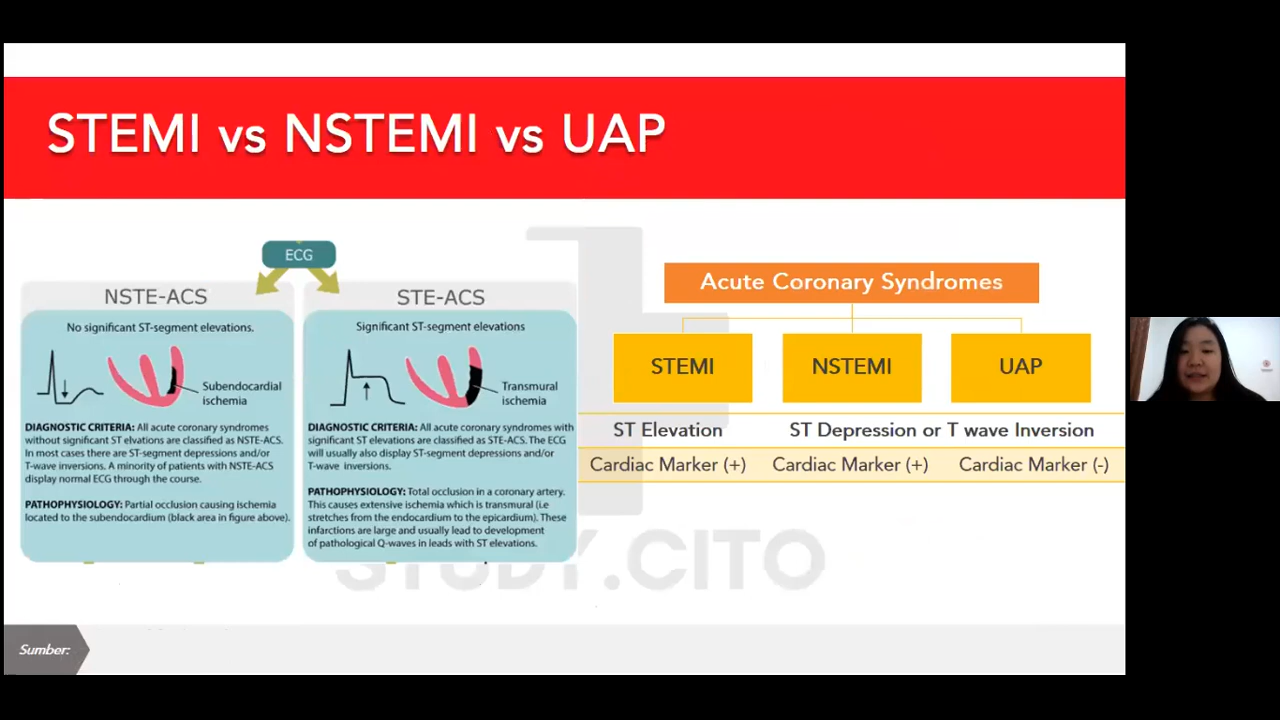 STEMI vs NSTEMI vs UAP
ECG
NSTE-ACS
No significant ST-segment elevations.
Subendocardial
ischemia
DIAGNOSTIC CRITERIA: All acute coronary syndromes
without significant ST elvations are classified as NSTE-ACS.
In most cases there are ST-segment depressions and/or
T-wave inversions. A minority of patients with NSTE-ACS
display normal ECG through the course.
PATHOPHYSIOLOGY: Partial occlusion causing ischemia
located to the subendocardium (black area in figure above).
STE-ACS
Significant ST-segment elevations
Transmural
ischemia
DIAGNOSTIC CRITERIA: All acute coronary syndromes with
significant ST elevations are classified as STE-ACS. The ECG
will usually also display ST-segment depressions and/or
T-wave inversions.
PATHOPHYSIOLOGY: Total occlusion in a coronary artery.
This causes extensive ischemia which is transmural (i.e
stretches from the endocardium to the epicardium). These
infarctions are large and usually lead to development
of pathological Q-waves in leads with ST elevations.
Acute Coronary Syndromes
STEMI
NSTEMI
UAP
ST Elevation
ST Depression or T wave Inversion
Cardiac Marker (+)
Cardiac Marker (+)
Cardiac Marker (-)
STUDY.CITO
Sumber: